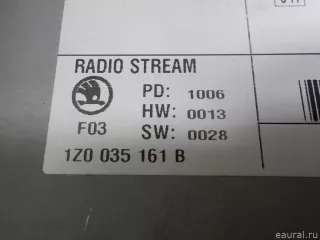 RADIO STREAM
PD: 1006
HW: 0013
F03
SW: 0028
1Z0 035 161 B
eaural.ru